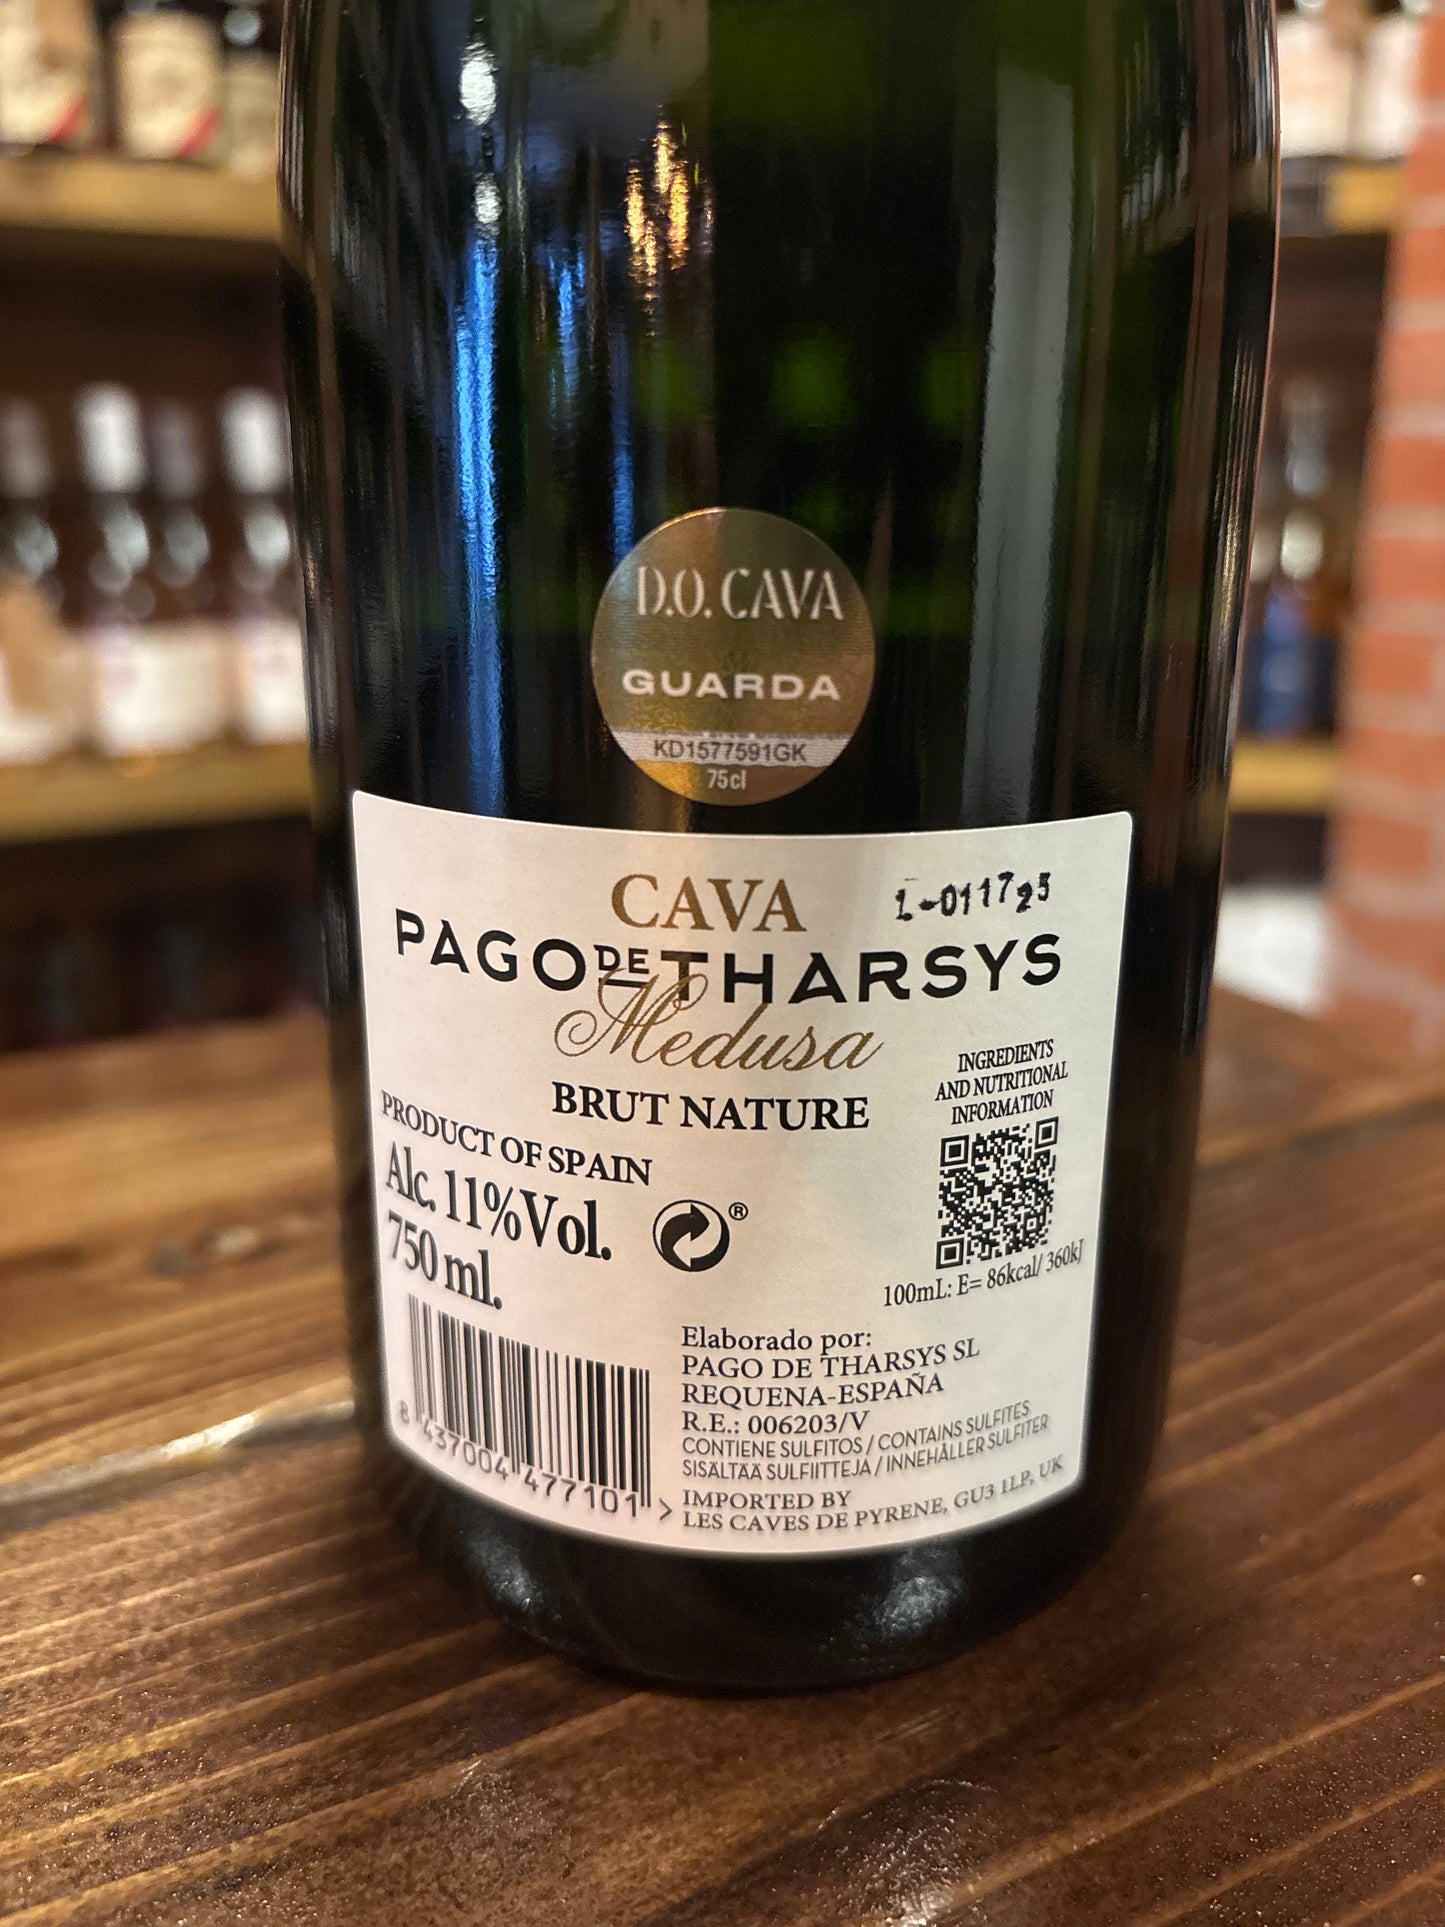 D.O. CAVA
GUARDA
KD1577591GK
75cl
CAVA
L-011725
PAGO DE THARSYS
Medusa
BRUT NATURE
INGREDIENTS
AND NUTRITIONAL
INFORMATION
PRODUCT OF SPAIN
Alc. 11%Vol.
750 ml.
®
100mL: E= 86kcal/ 360kJ
Elaborado por:
PAGO DE THARSYS SL
REQUENA-ESPAÑA
R.E.: 006203/V
CONTIENE SULFITOS / CONTAINS SULFITES
SISÄLTÄÄ SULFIITTEJA / INNEHÅLLER SULFITER
IMPORTED BY
LES CAVES DE PYRENE, GU3 1LP, UK
8 437004 477101 >